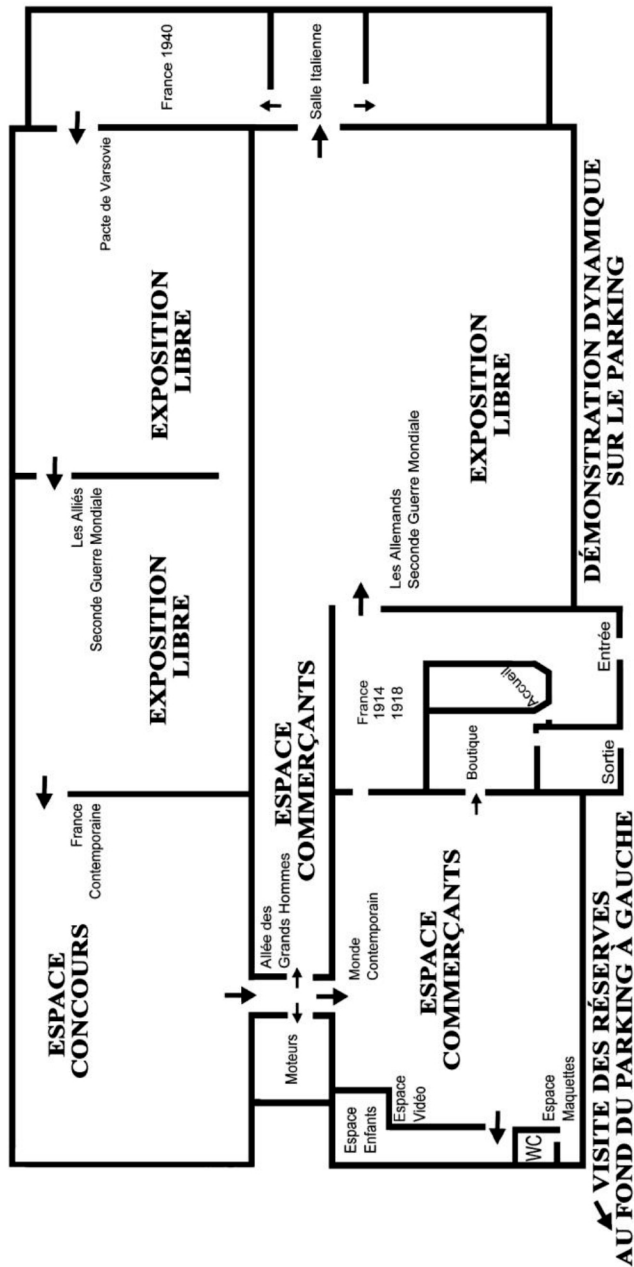 France 1940
Salle Italienne
Pacte de Varsovie
EXPOSITION
LIBRE
EXPOSITION
LIBRE
Les Alliés
Seconde Guerre Mondiale
EXPOSITION
LIBRE
Les Allemands
Seconde Guerre Mondiale
France
Contemporaine
ESPACE
CONCOURS
Allée des
Grands Hommes
ESPACE
COMMERÇANTS
France
1914
1918
Accueil
Entrée
Boutique
Sortie
Moteurs
Monde
Contemporain
ESPACE
COMMERÇANTS
Espace
Enfants
Espace
Vidéo
WC
Espace
Maquettes
DÉMONSTRATION DYNAMIQUE
SUR LE PARKING
VISITE DES RÉSERVES
AU FOND DU PARKING À GAUCHE